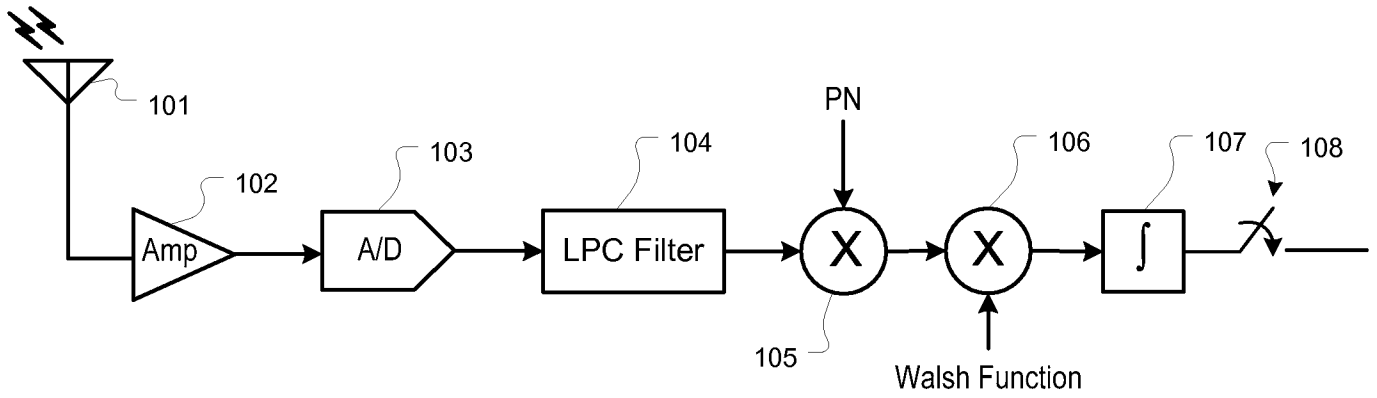 101
102
Amp
103
A/D
104
LPC Filter
PN
X
105
106
X
Walsh Function
107
∫
108